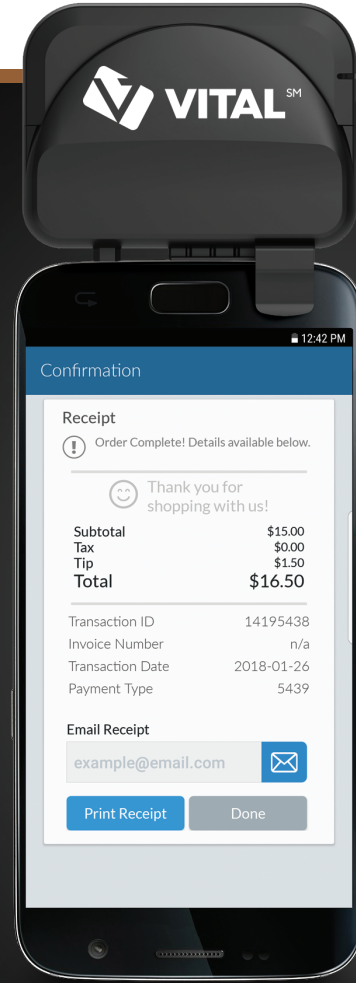 VITAL SM
12:42 PM
Confirmation
Receipt
! Order Complete! Details available below.
Thank you for
shopping with us!
Subtotal $15.00
Tax $0.00
Tip $1.50
Total $16.50
Transaction ID 14195438
Invoice Number n/a
Transaction Date 2018-01-26
Payment Type 5439
Email Receipt
example@email.com
Print Receipt Done